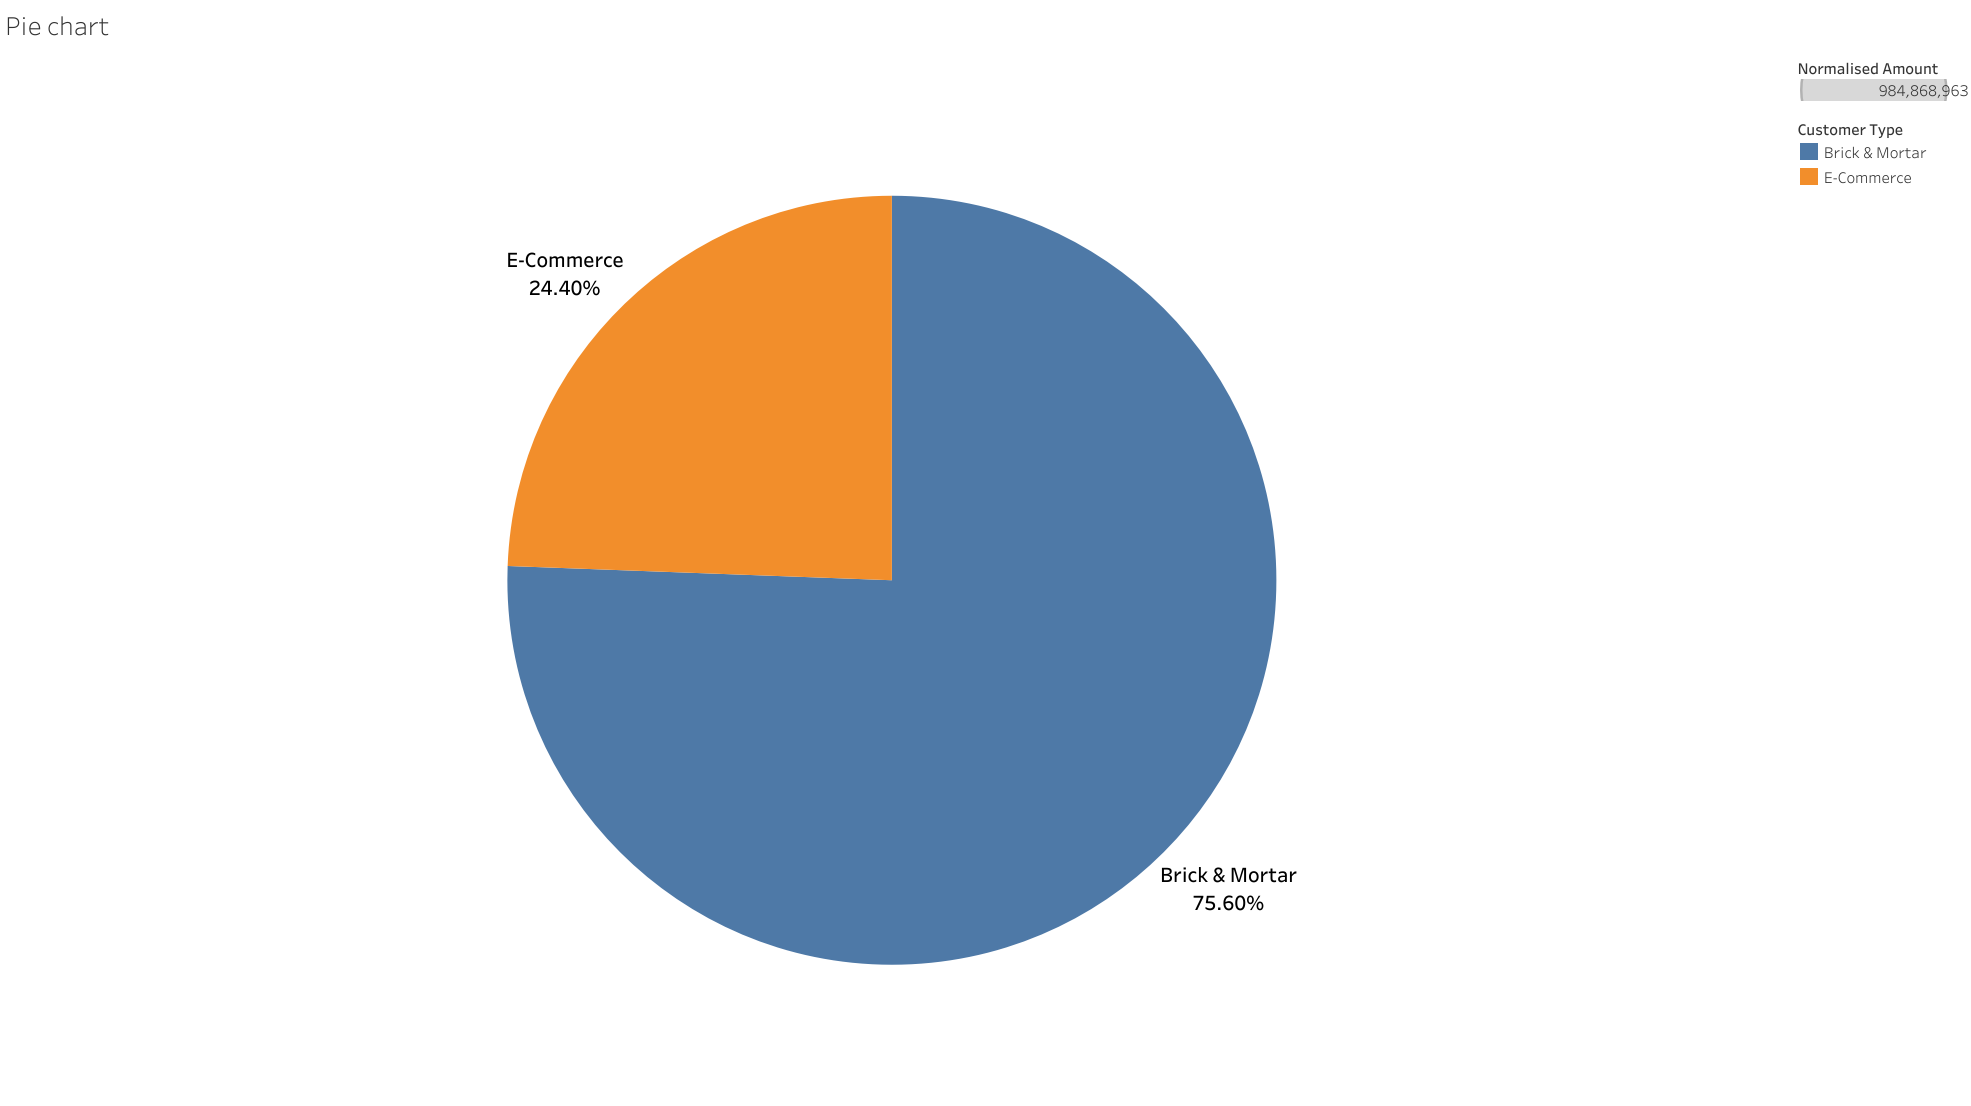 Pie chart
Normalised Amount
984,868,963
Customer Type
Brick & Mortar
E-Commerce
E-Commerce
24.40%
Brick & Mortar
75.60%